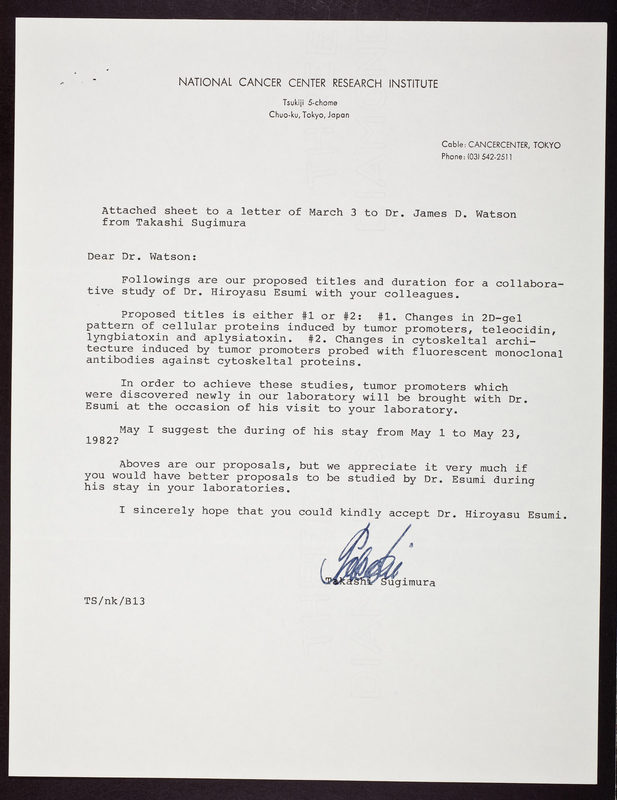 NATIONAL CANCER CENTER RESEARCH INSTITUTE
Tsukiji 5-chome
Chuo-ku, Tokyo, Japan
Cable: CANCERCENTER, TOKYO
Phone: (03) 542-2511
Attached sheet to a letter of March 3 to Dr. James D. Watson
from Takashi Sugimura
Dear Dr. Watson:
Followings are our proposed titles and duration for a collabora-
tive study of Dr. Hiroyasu Esumi with your colleagues.
Proposed titles is either #1 or #2: #1. Changes in 2D-gel
pattern of cellular proteins induced by tumor promoters, teleocidin,
lyngbiatoxin and aplysiatoxin. #2. Changes in cytoskeltal archi-
tecture induced by tumor promoters probed with fluorescent monoclonal
antibodies against cytoskeltal proteins.
In order to achieve these studies, tumor promoters which
were discovered newly in our laboratory will be brought with Dr.
Esumi at the occasion of his visit to your laboratory.
May I suggest the during of his stay from May 1 to May 23,
1982?
Aboves are our proposals, but we appreciate it very much if
you would have better proposals to be studied by Dr. Esumi during
his stay in your laboratories.
I sincerely hope that you could kindly accept Dr. Hiroyasu Esumi.
Takashi Sugimura
TS/nk/B13